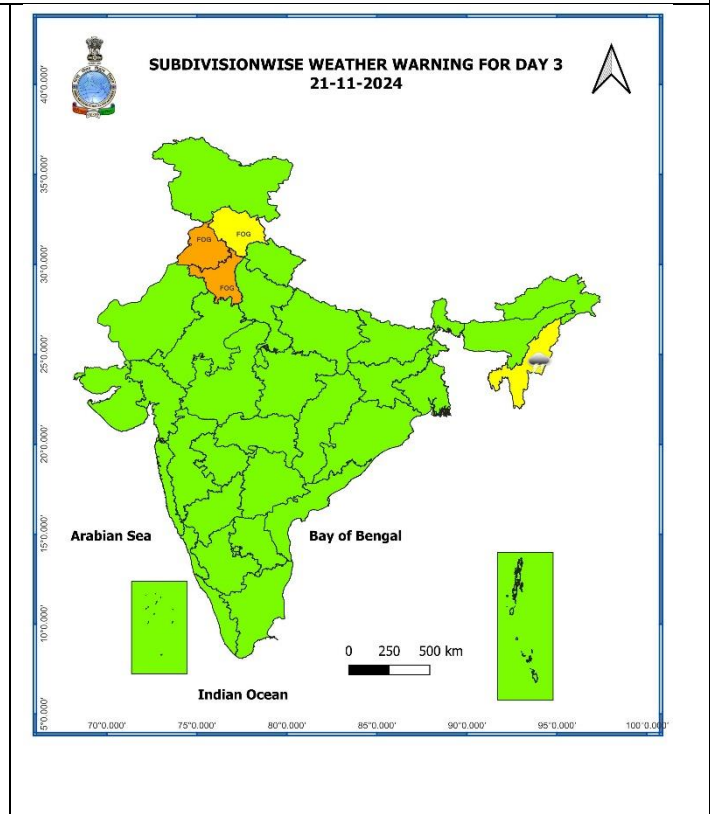 SUBDIVISIONWISE WEATHER WARNING FOR DAY 3
21-11-2024
40°0.000'
35°0.000'
30°0.000'
25°0.000'
20°0.000'
15°0.000'
10°0.000'
5°0.000'
FOG
FOG
FOG
Arabian Sea
Bay of Bengal
0 250 500 km
Indian Ocean
70°0.000' 75°0.000' 80°0.000' 85°0.000' 90°0.000' 95°0.000' 100°0.000'